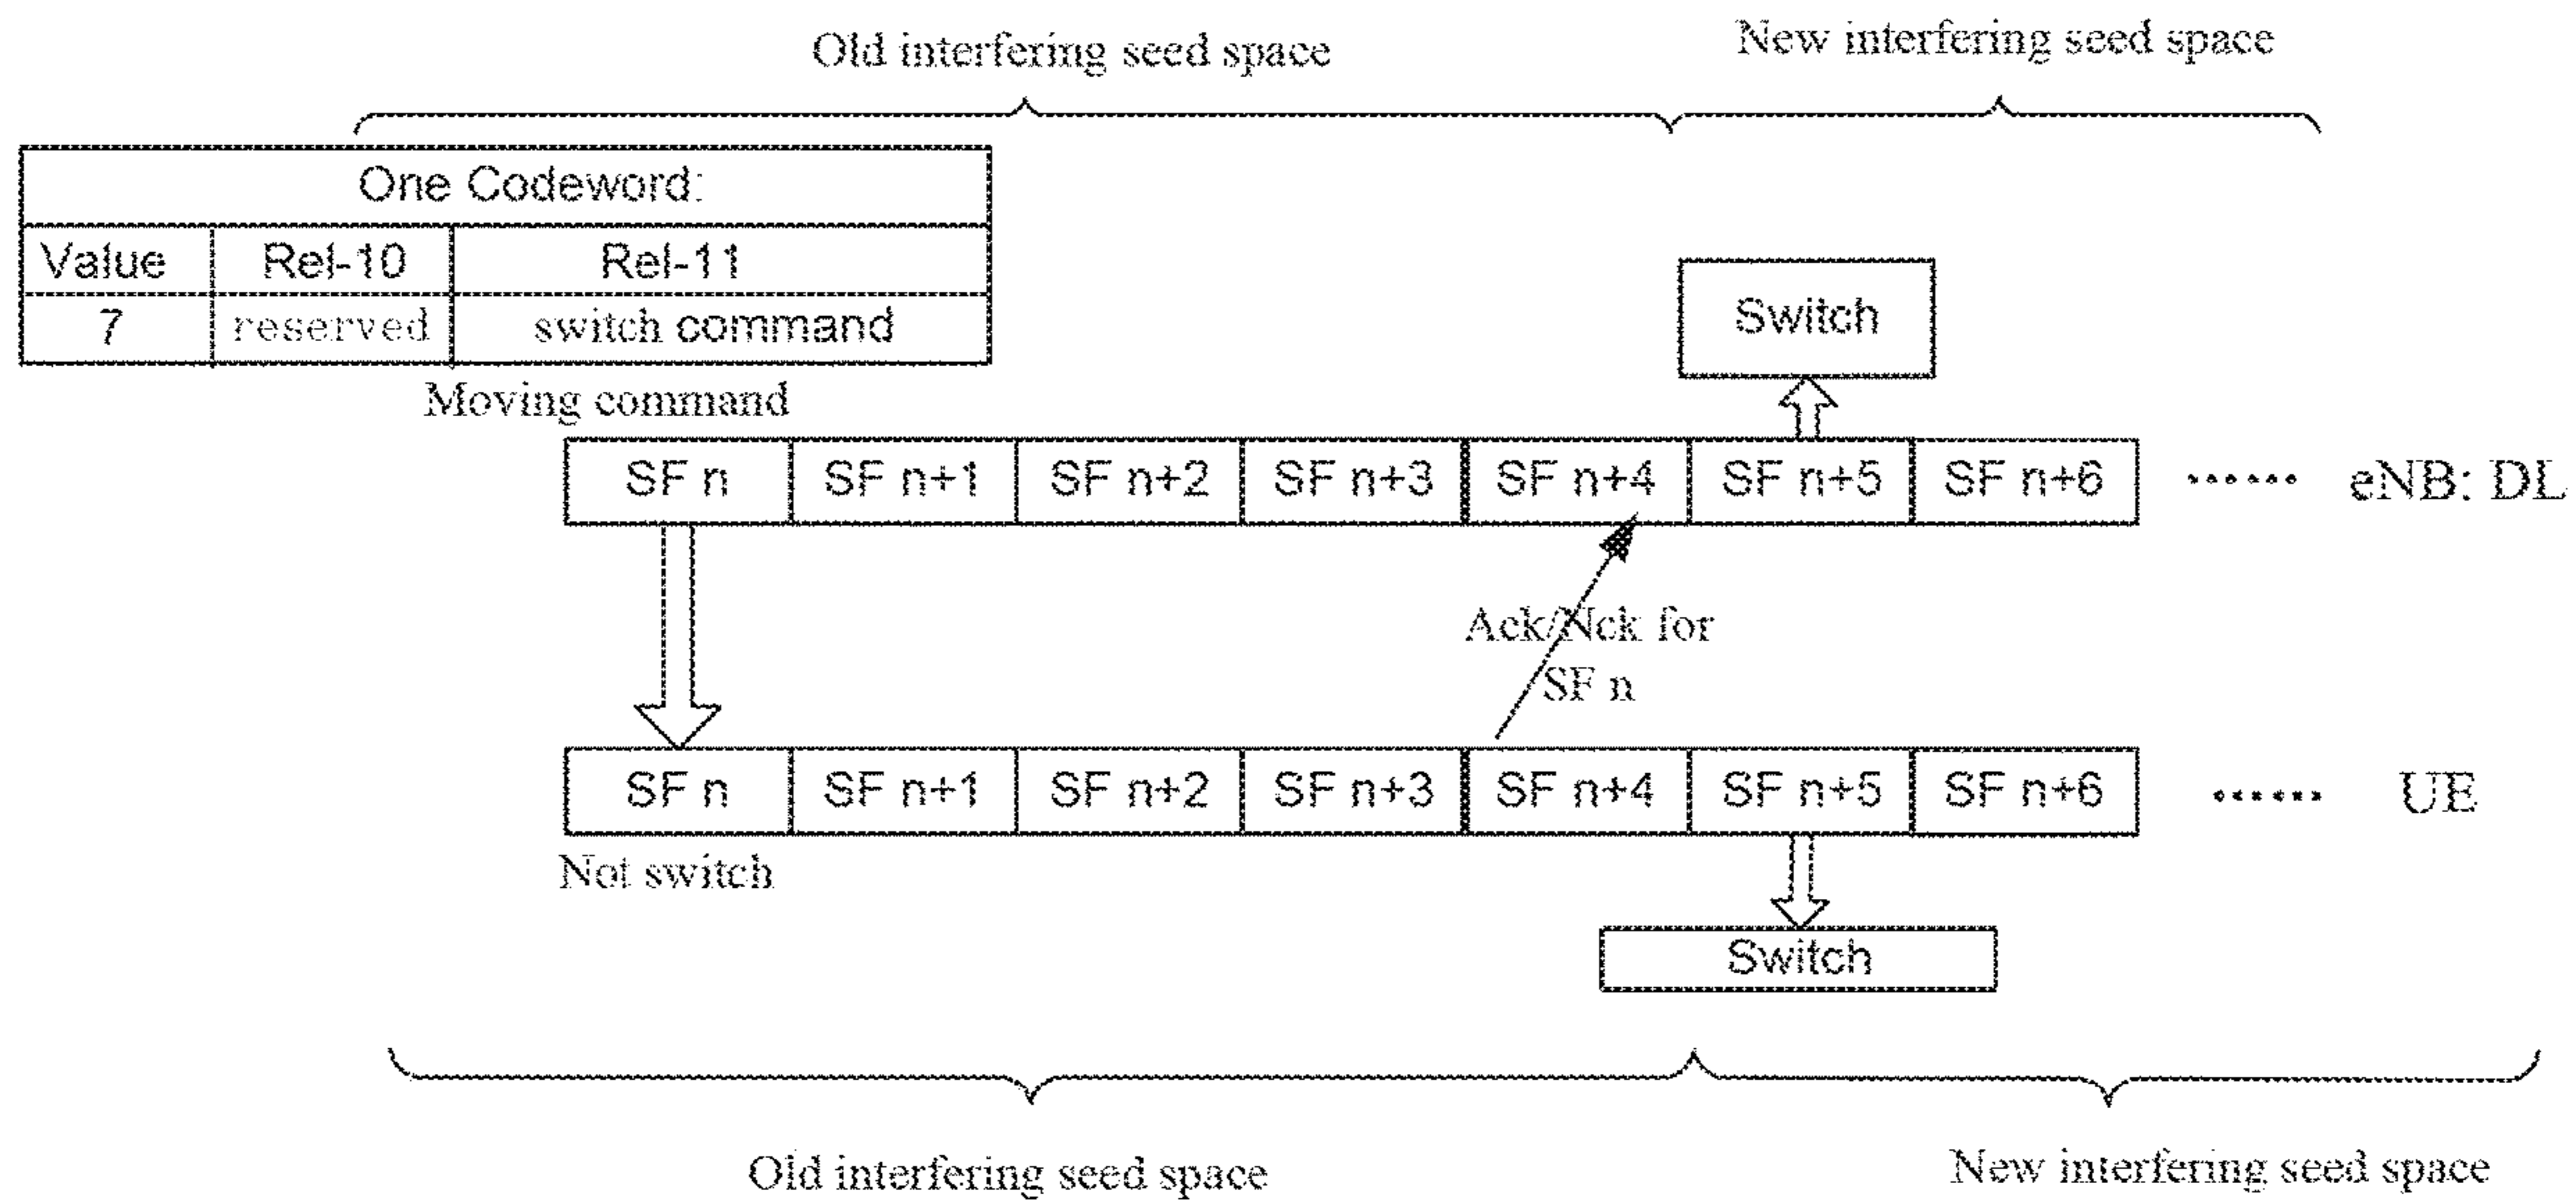 Old interfering seed space
New interfering seed space
One Codeword:
Value Rel-10 Rel-11
7 reserved switch command
Moving command
Switch
SF n SF n+1 SF n+2 SF n+3 SF n+4 SF n+5 SF n+6 ...... eNB: DL
Ack/Nck for
SF n
SF n SF n+1 SF n+2 SF n+3 SF n+4 SF n+5 SF n+6 ...... UE
Not switch
Switch
Old interfering seed space
New interfering seed space